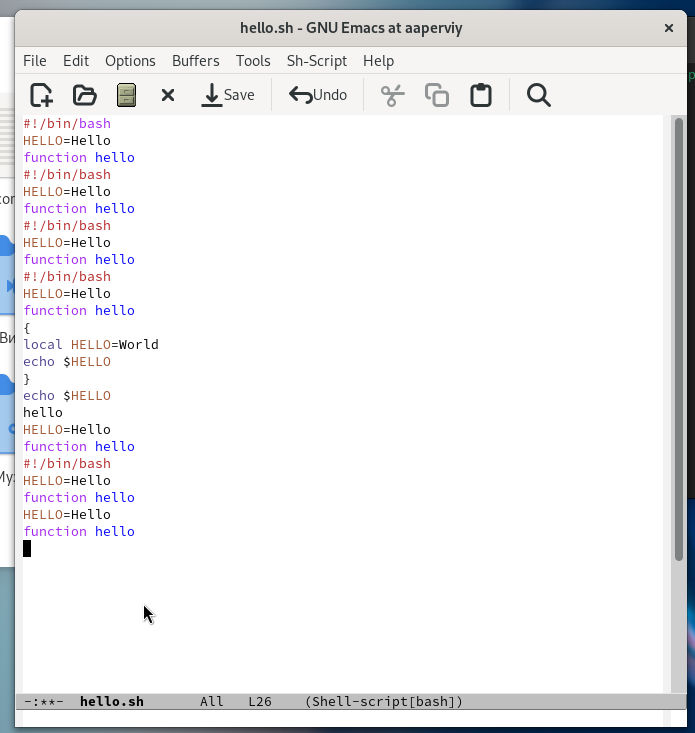 hello.sh - GNU Emacs at aaperviy
File Edit Options Buffers Tools Sh-Script Help
Save Undo
#!/bin/bash
HELLO=Hello
function hello
#!/bin/bash
HELLO=Hello
function hello
#!/bin/bash
HELLO=Hello
function hello
#!/bin/bash
HELLO=Hello
function hello
{
local HELLO=World
echo $HELLO
}
echo $HELLO
hello
HELLO=Hello
function hello
#!/bin/bash
HELLO=Hello
function hello
HELLO=Hello
function hello
-:**- hello.sh All L26 (Shell-script[bash])